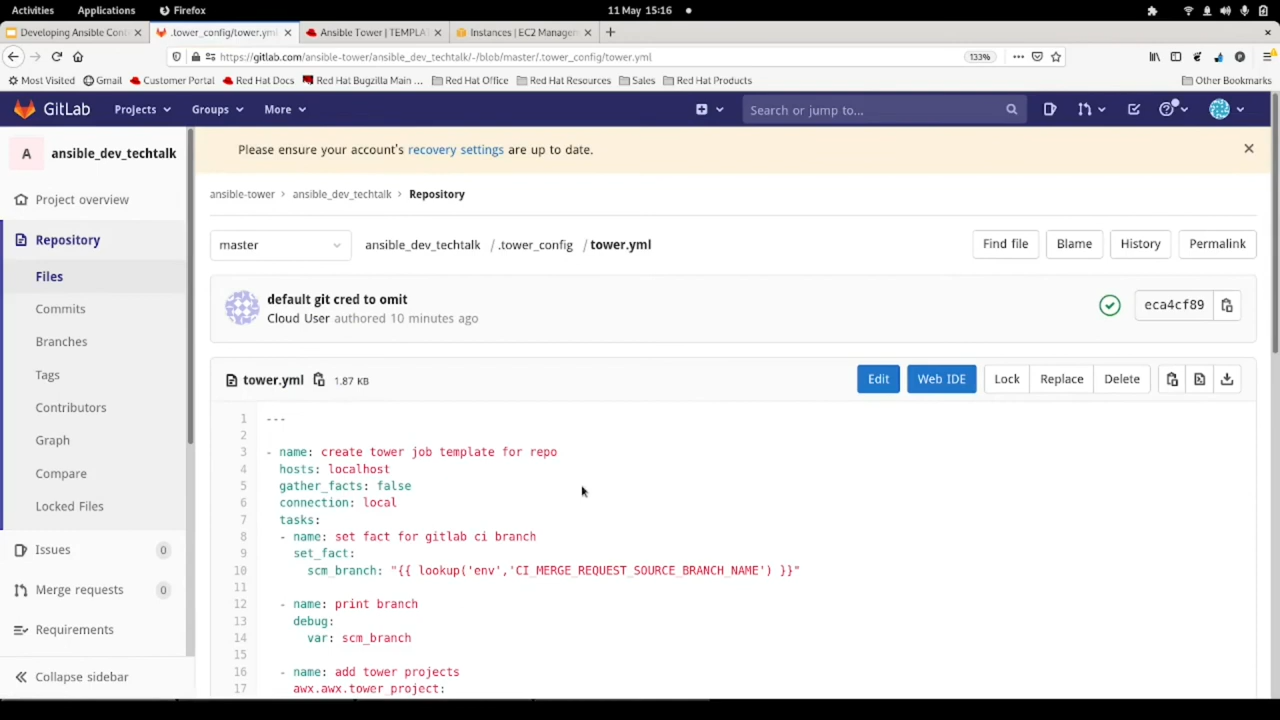 Activities Applications Firefox 11 May 15:16
Developing Ansible Con .tower_config/tower.yml Ansible Tower | TEMPLA Instances | EC2 Manage
https://gitlab.com/ansible-tower/ansible_dev_techtalk/-/blob/master/.tower_config/tower.yml 133%
Most Visited Gmail Customer Portal Red Hat Docs Red Hat Bugzilla Main ... Red Hat Office Red Hat Resources Sales Red Hat Products Other Bookmarks
GitLab Projects Groups More Search or jump to...
A ansible_dev_techtalk
Please ensure your account's recovery settings are up to date.
Project overview
Repository
Files
Commits
Branches
Tags
Contributors
Graph
Compare
Locked Files
Issues 0
Merge requests 0
Requirements
Collapse sidebar
ansible-tower > ansible_dev_techtalk > Repository
master ansible_dev_techtalk / .tower_config / tower.yml Find file Blame History Permalink
default git cred to omit
Cloud User authored 10 minutes ago eca4cf89
tower.yml 1.87 KB Edit Web IDE Lock Replace Delete
1 ---
2
3 - name: create tower job template for repo
4 hosts: localhost
5 gather_facts: false
6 connection: local
7 tasks:
8 - name: set fact for gitlab ci branch
9 set_fact:
10 scm_branch: "{{ lookup('env','CI_MERGE_REQUEST_SOURCE_BRANCH_NAME') }}"
11
12 - name: print branch
13 debug:
14 var: scm_branch
15
16 - name: add tower projects
17 awx.awx.tower_project: